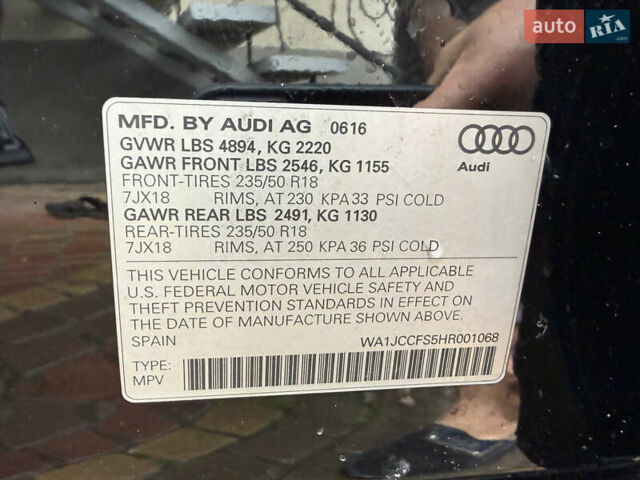 auto RIA .com
MFD. BY AUDI AG 0616
GVWR LBS 4894, KG 2220
GAWR FRONT LBS 2546, KG 1155
FRONT-TIRES 235/50 R18
7JX18 RIMS, AT 230 KPA 33 PSI COLD
GAWR REAR LBS 2491, KG 1130
REAR-TIRES 235/50 R18
7JX18 RIMS, AT 250 KPA 36 PSI COLD
Audi
THIS VEHICLE CONFORMS TO ALL APPLICABLE
U.S. FEDERAL MOTOR VEHICLE SAFETY AND
THEFT PREVENTION STANDARDS IN EFFECT ON
THE DATE OF MANUFACTURE SHOWN ABOVE.
SPAIN WA1JCCFS5HR001068
TYPE:
MPV